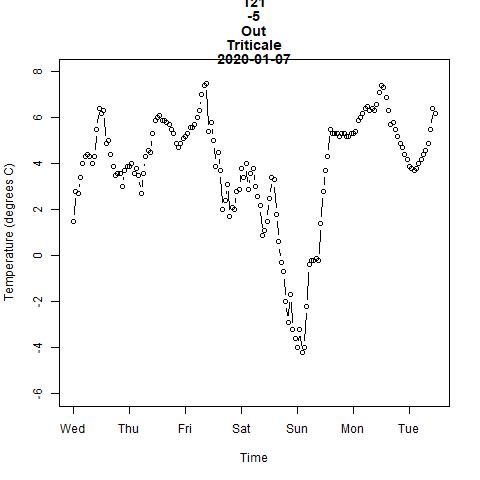 121
-5
Out
Triticale
2020-01-07
8
6
4
2
0
-2
-4
-6
Temperature (degrees C)
Wed Thu Fri Sat Sun Mon Tue
Time